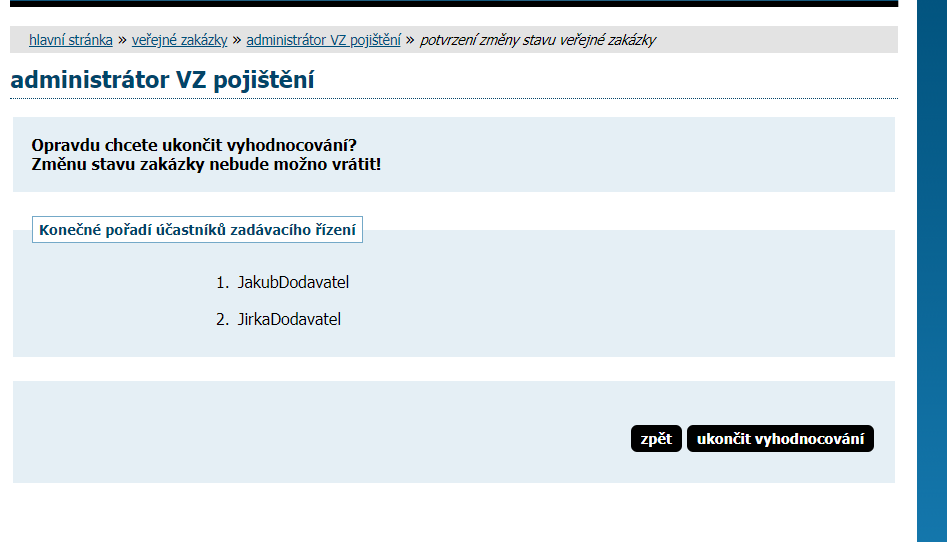 hlavní stránka » veřejné zakázky » administrátor VZ pojištění » potvrzení změny stavu veřejné zakázky
administrátor VZ pojištění
Opravdu chcete ukončit vyhodnocování?
Změnu stavu zakázky nebude možno vrátit!
Konečné pořadí účastníků zadávacího řízení
1. JakubDodavatel
2. JirkaDodavatel
zpět ukončit vyhodnocování